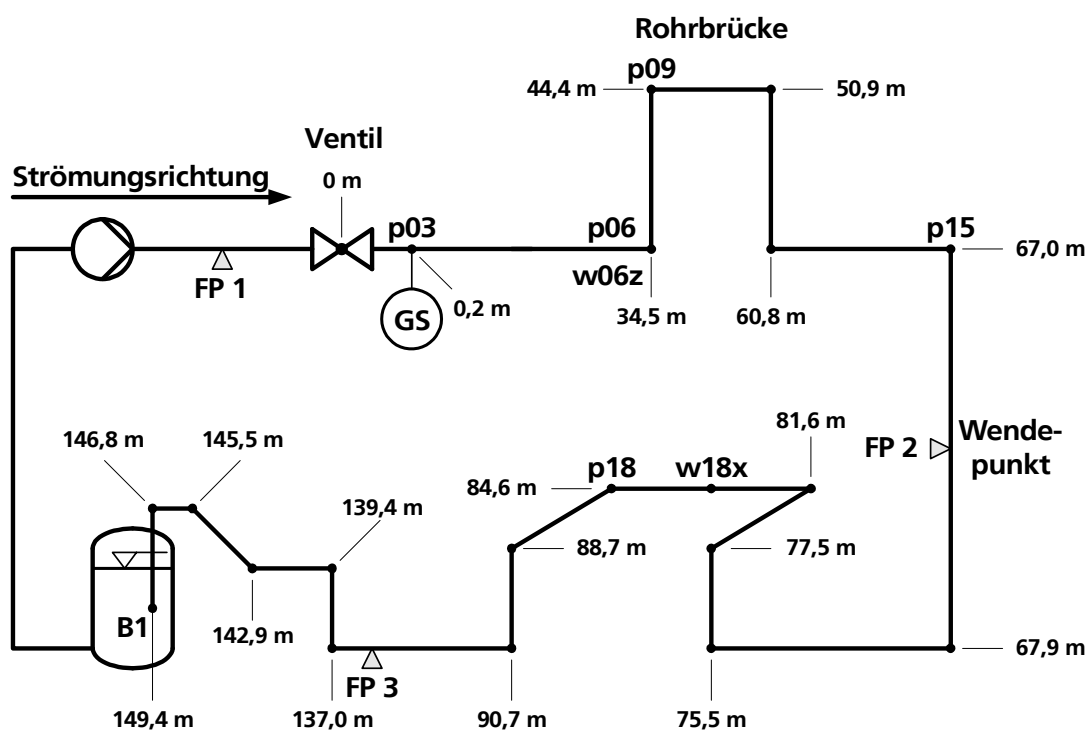 Rohrbrücke
p09
44,4 m
50,9 m
Ventil
Strömungsrichtung
0 m
p03
p06
p15
67,0 m
FP 1
w06z
GS
0,2 m
34,5 m
60,8 m
81,6 m
146,8 m
145,5 m
FP 2
Wende-
punkt
p18
w18x
84,6 m
139,4 m
88,7 m
77,5 m
B1
142,9 m
67,9 m
FP 3
149,4 m
137,0 m
90,7 m
75,5 m